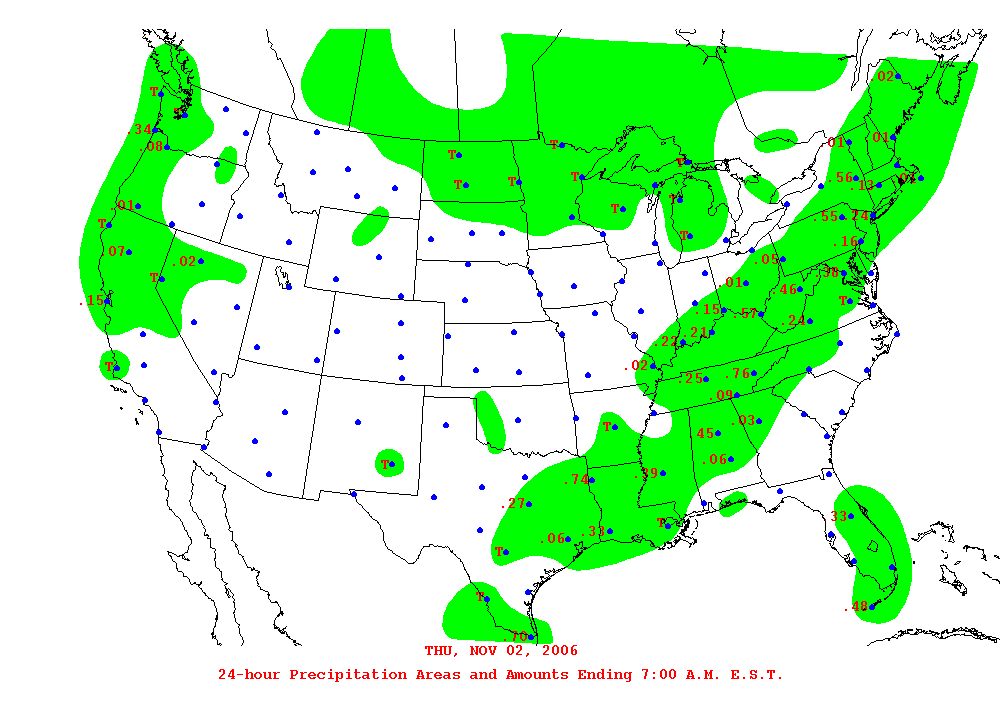 .02
T
T
.34
.01
.01
.08
T
T
T
T
.56
.13
.01
T
T
T
T
.01
T
.55
.24
T
.16
.07
.02
.05
.38
T
.01
.46
.15
T
.15
.57
.24
.22
.21
.02
T
.76
.25
.09
.03
T
.45
.06
T
.39
.74
.27
.33
T
.33
.06
T
T
.48
.70
THU, NOV 02, 2006
24-hour Precipitation Areas and Amounts Ending 7:00 A.M. E.S.T.